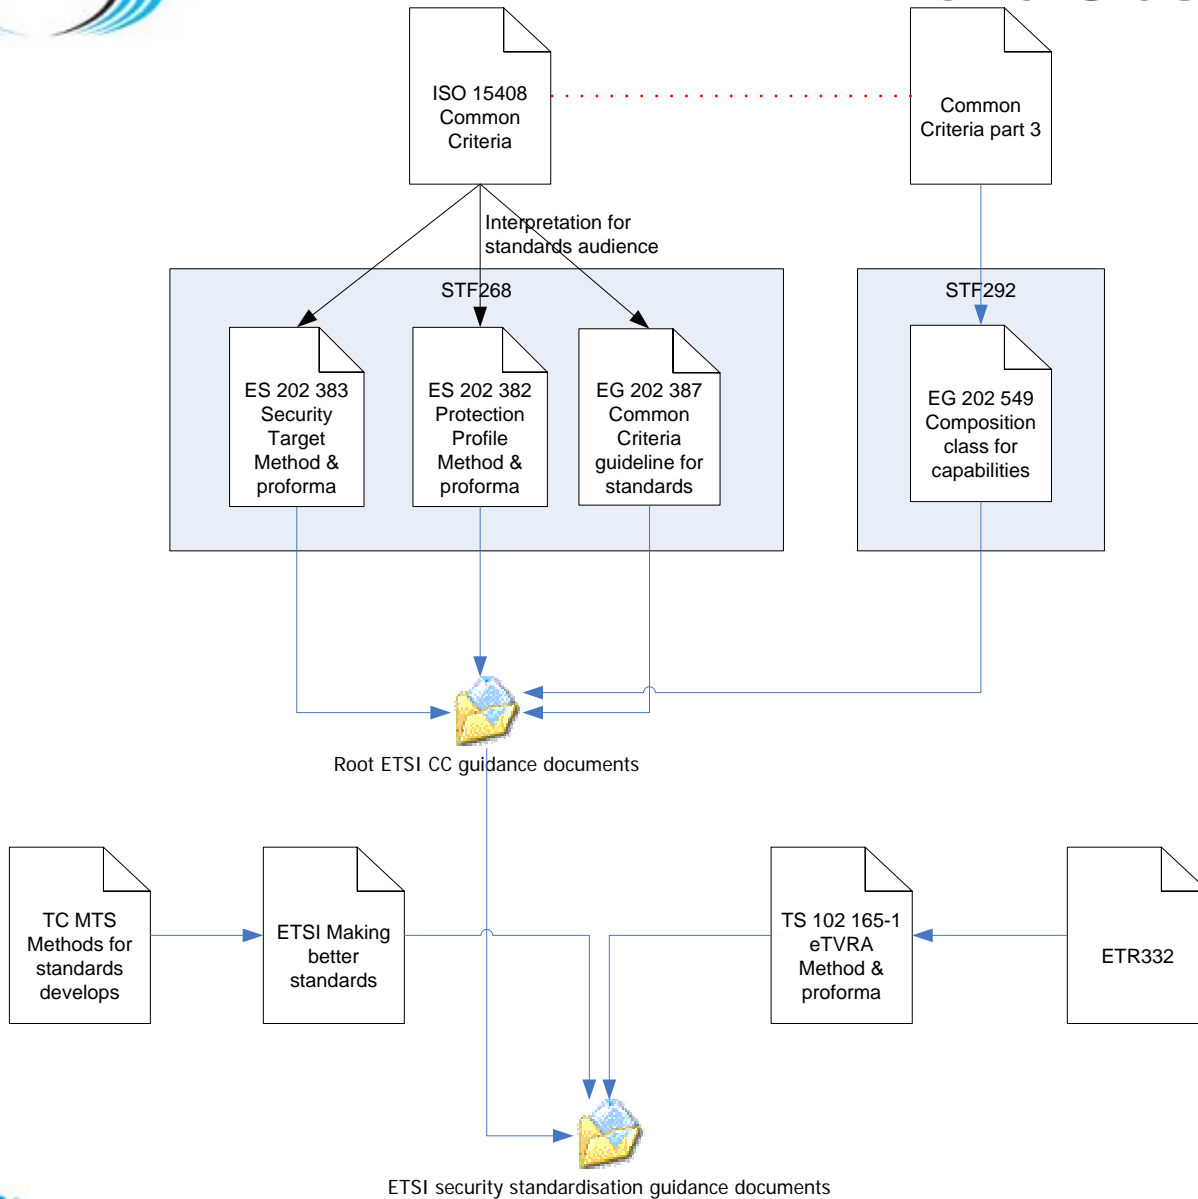 ISO 15408
Common
Criteria
Common
Criteria part 3
Interpretation for
standards audience
STF268
STF292
ES 202 383
Security
Target
Method &
proforma
ES 202 382
Protection
Profile
Method &
proforma
EG 202 387
Common
Criteria
guideline for
standards
EG 202 549
Composition
class for
capabilities
Root ETSI CC guidance documents
TC MTS
Methods for
standards
develops
ETSI Making
better
standards
TS 102 165-1
eTVRA
Method &
proforma
ETR332
ETSI security standardisation guidance documents